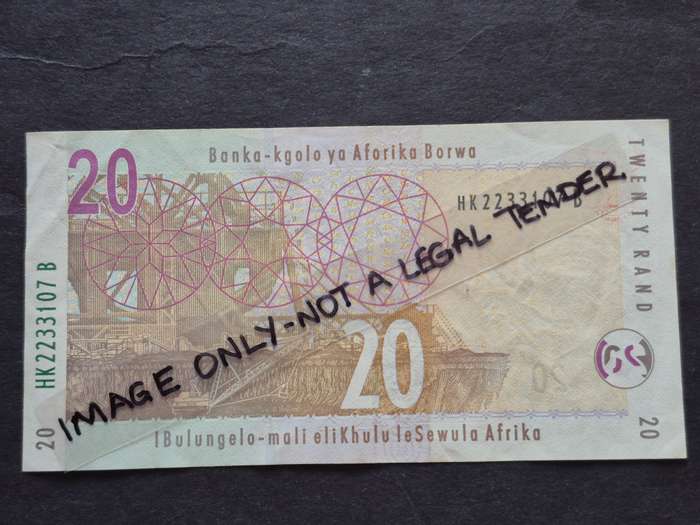 20
Banka-kgolo ya Aforika Borwa
HK2233107 B
TWENTY RAND
HK2233107 B
IMAGE ONLY-NOT A LEGAL TENDER
20
20
IBulungelo-mali eliKhulu leSewula Afrika
20
20